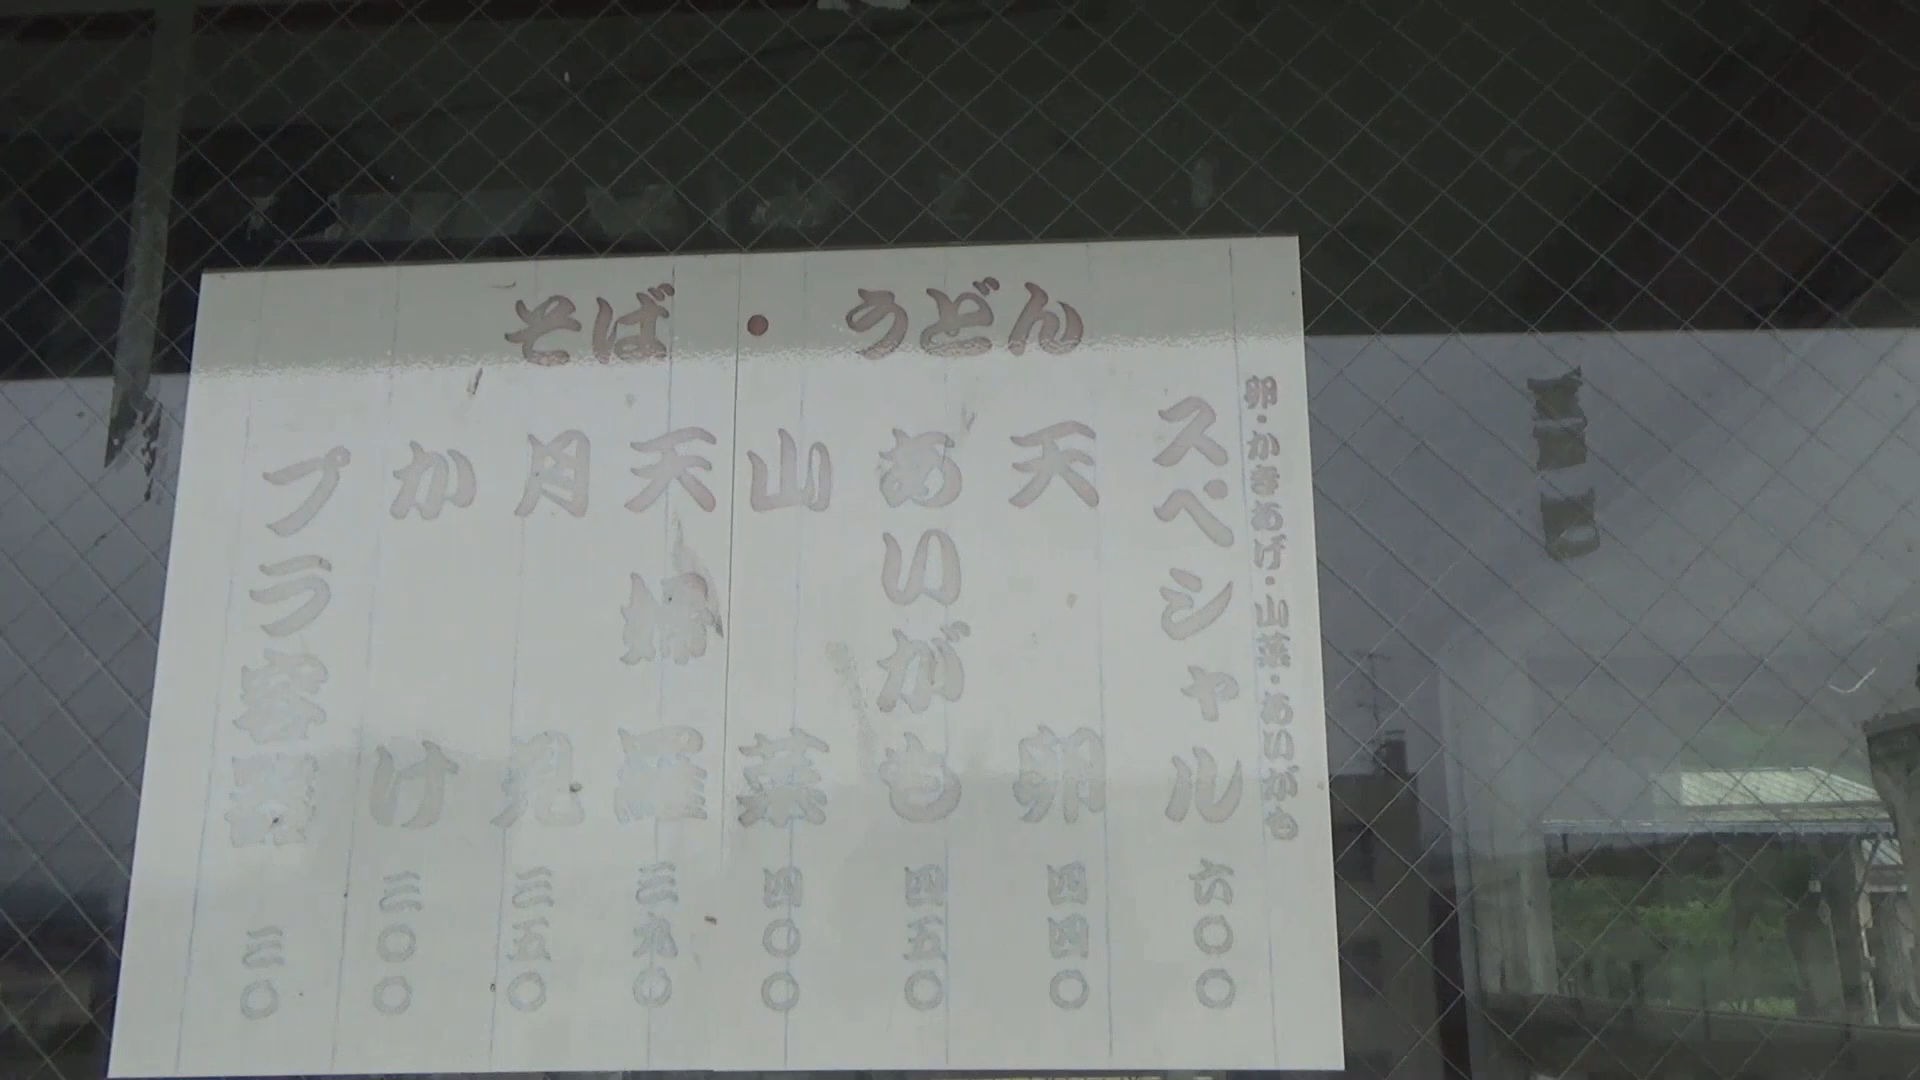 そば・うどん
卵・かきあげ・山菜・あいがも
スペシャル 六〇〇
天卵 四四〇
あいがも 四五〇
山菜 四〇〇
天婦羅 三九〇
月見 三五〇
かけ 三〇〇
プラ容器 三〇